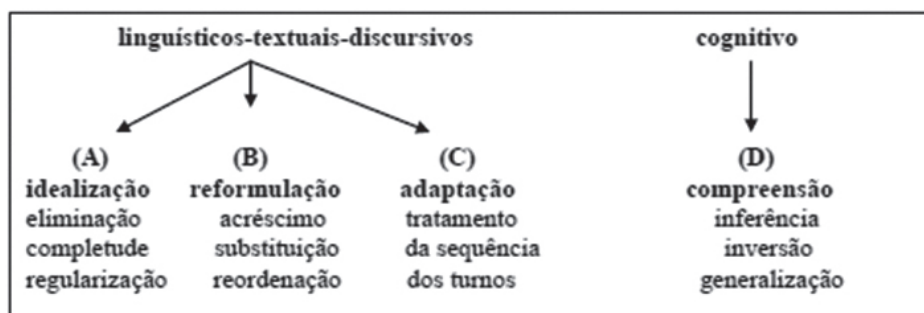 linguísticos-textuais-discursivos cognitivo
(A) (B) (C) (D)
idealização reformulação adaptação compreensão
eliminação acréscimo tratamento inferência
completude substituição da sequência inversão
regularização reordenação dos turnos generalização